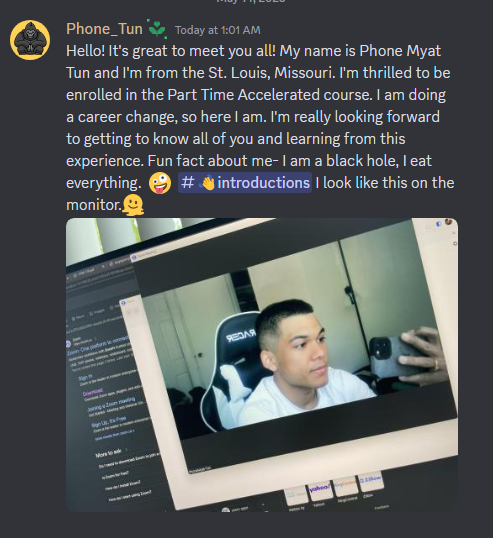 Phone_Tun Today at 1:01 AM
Hello! It's great to meet you all! My name is Phone Myat
Tun and I'm from the St. Louis, Missouri. I'm thrilled to be
enrolled in the Part Time Accelerated course. I am doing
a career change, so here I am. I'm really looking forward
to getting to know all of you and learning from this
experience. Fun fact about me- I am a black hole, I eat
everything. 🤪 # 👋introductions I look like this on the
monitor.🫠
Sign In
Download
Joining a Zoom meeting
Sign Up, It's Free
More to ask
How do I install Zoom?
RACER
yahoo!
Yahoo
Zillow